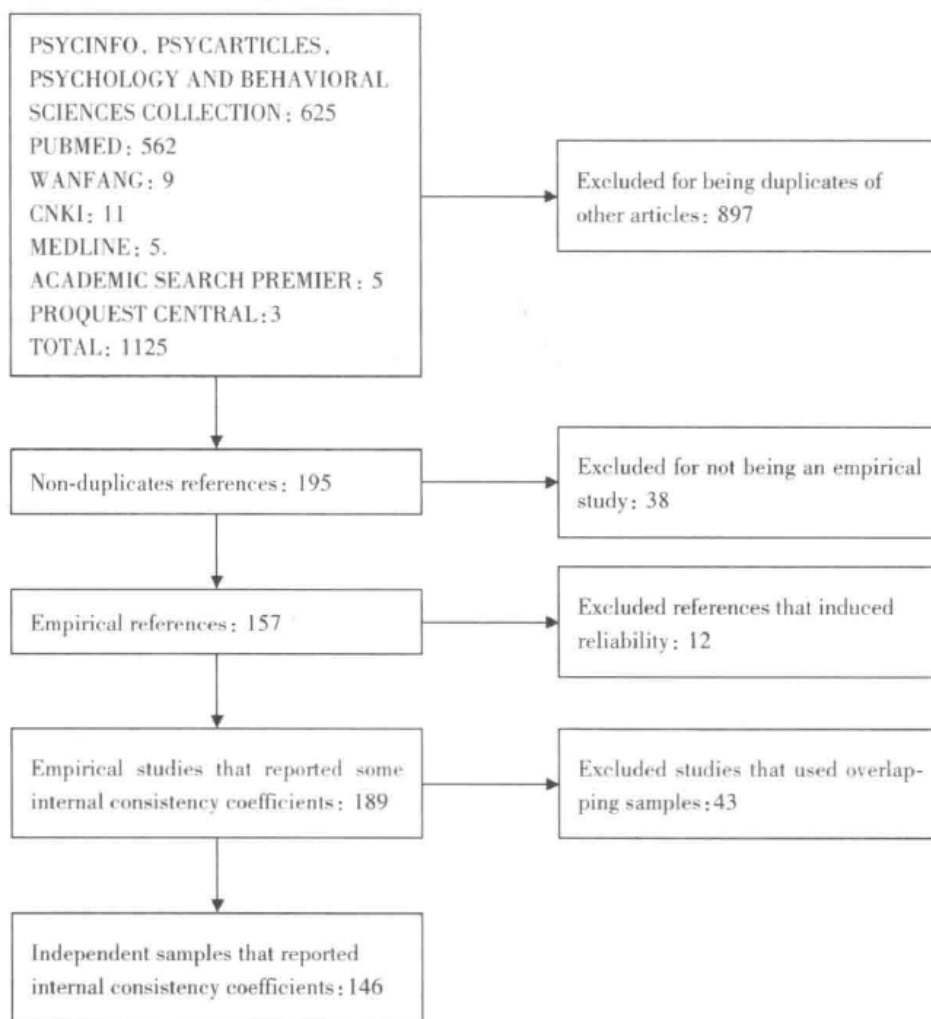 PSYCINFO, PSYCARTICLES,
PSYCHOLOGY AND BEHAVIORAL
SCIENCES COLLECTION: 625
PUBMED: 562
WANFANG: 9
CNKI: 11
MEDLINE: 5.
ACADEMIC SEARCH PREMIER: 5
PROQUEST CENTRAL:3
TOTAL: 1125
Excluded for being duplicates of
other articles: 897
Non-duplicates references: 195
Excluded for not being an empirical
study: 38
Empirical references: 157
Excluded references that induced
reliability: 12
Empirical studies that reported some
internal consistency coefficients: 189
Excluded studies that used overlap-
ping samples:43
Independent samples that reported
internal consistency coefficients:146